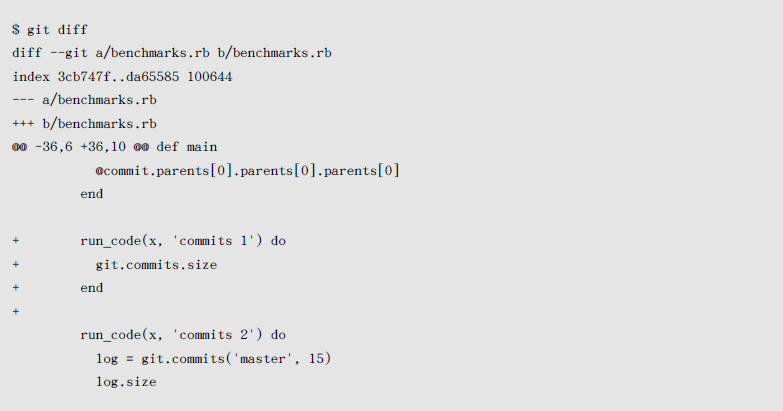 $ git diff
diff --git a/benchmarks.rb b/benchmarks.rb
index 3cb747f..da65585 100644
--- a/benchmarks.rb
+++ b/benchmarks.rb
@@ -36,6 +36,10 @@ def main
           @commit.parents[0].parents[0].parents[0]
         end

+        run_code(x, 'commits 1') do
+          git.commits.size
+        end
+
         run_code(x, 'commits 2') do
           log = git.commits('master', 15)
           log.size